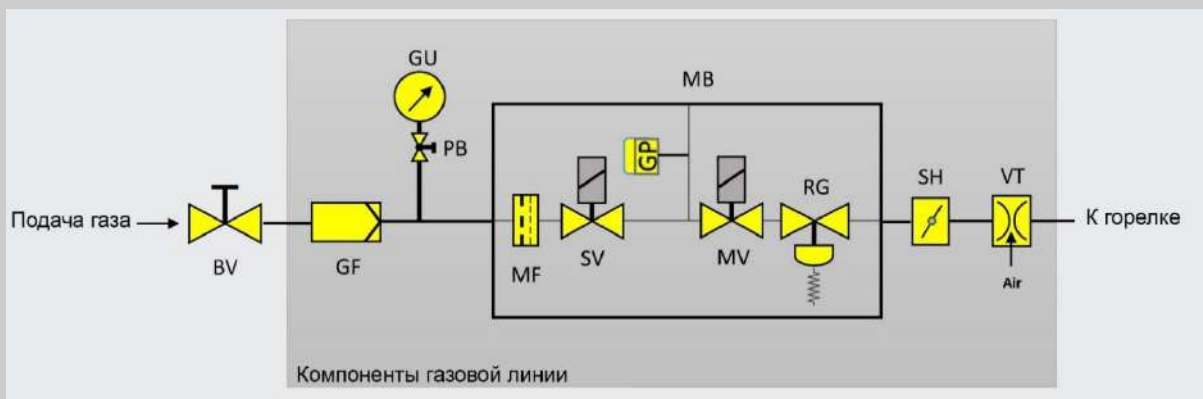 GU
MB
PB
GP
RG
SH
VT
Подача газа
К горелке
BV
GF
MF
SV
MV
Air
Компоненты газовой линии